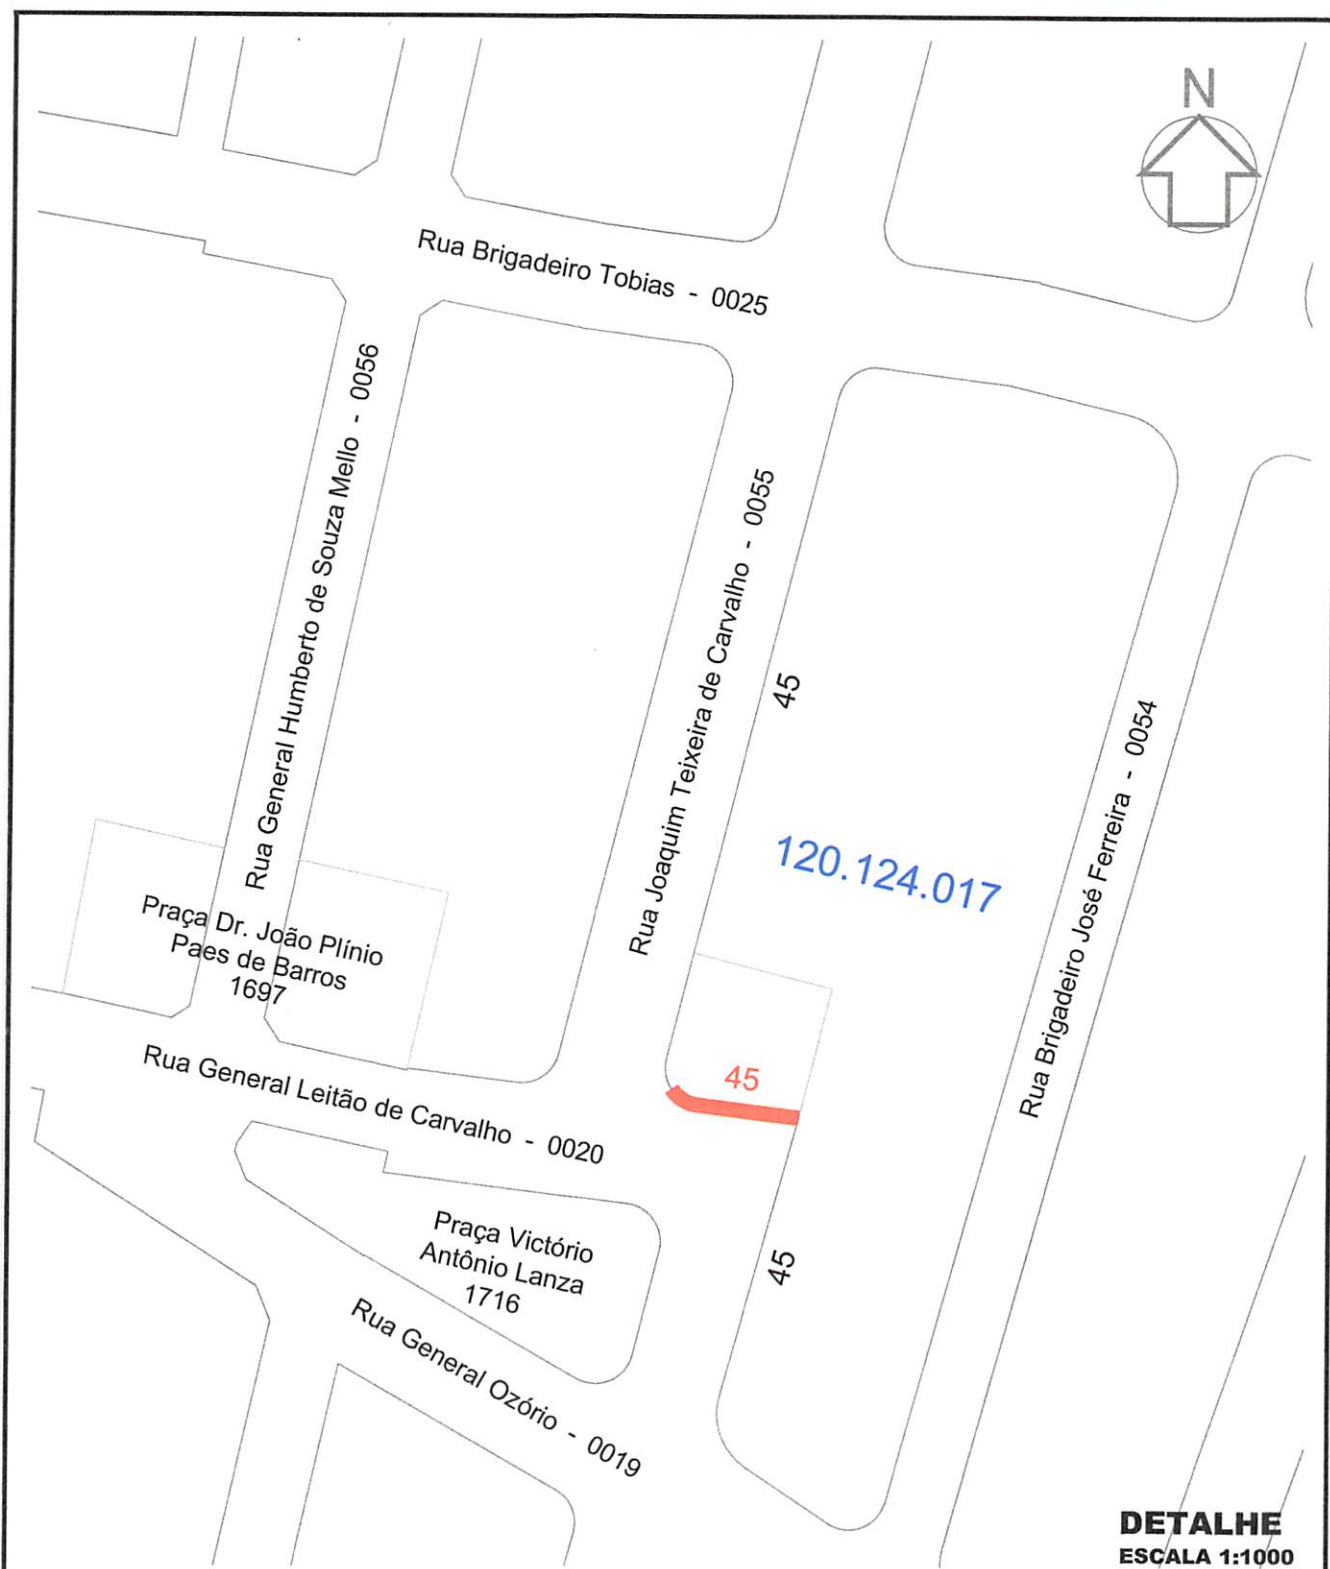 N
Rua Brigadeiro Tobias - 0025
Rua General Humberto de Souza Mello - 0056
Rua Joaquim Teixeira de Carvalho - 0055
45
Rua Brigadeiro José Ferreira - 0054
120.124.017
Praça Dr. João Plínio
Paes de Barros
1697
Rua General Leitão de Carvalho - 0020
45
Praça Victório
Antônio Lanza
1716
45
Rua General Ozório - 0019
DETALHE
ESCALA 1:1000